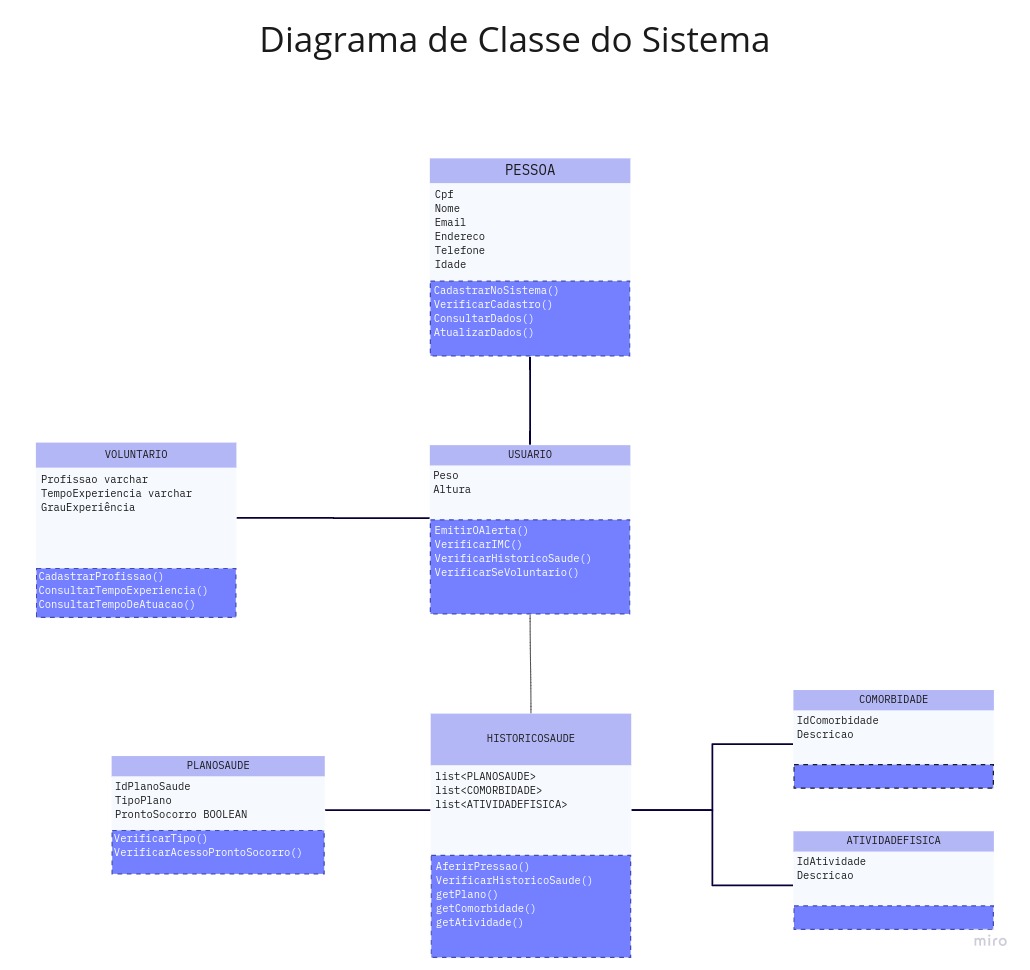 Diagrama de Classe do Sistema
PESSOA
Cpf
Nome
Email
Endereco
Telefone
Idade
CadastrarNoSistema()
VerificarCadastro()
ConsultarDados()
AtualizarDados()
VOLUNTARIO
Profissao varchar
TempoExperiencia varchar
GrauExperiência
CadastrarProfissao()
ConsultarTempoExperiencia()
ConsultarTempoDeAtuacao()
USUARIO
Peso
Altura
EmitirOAlerta()
VerificarIMC()
VerificarHistoricoSaude()
VerificarSeVoluntario()
PLANOSAUDE
IdPlanoSaude
TipoPlano
ProntoSocorro BOOLEAN
VerificarTipo()
VerificarAcessoProntoSocorro()
HISTORICOSAUDE
list<PLANOSAUDE>
list<COMORBIDADE>
list<ATIVIDADEFISICA>
AferirPressao()
VerificarHistoricoSaude()
getPlano()
getComorbidade()
getAtividade()
COMORBIDADE
IdComorbidade
Descricao
ATIVIDADEFISICA
IdAtividade
Descricao
miro